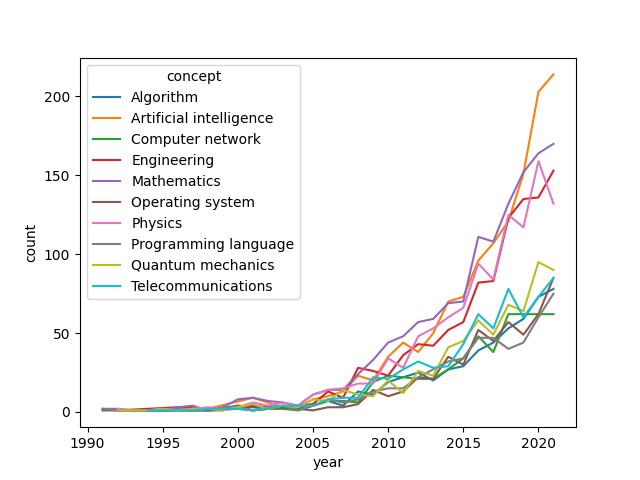 concept
Algorithm
Artificial intelligence
Computer network
Engineering
Mathematics
Operating system
Physics
Programming language
Quantum mechanics
Telecommunications
count
200
150
100
50
0
1990 1995 2000 2005 2010 2015 2020
year